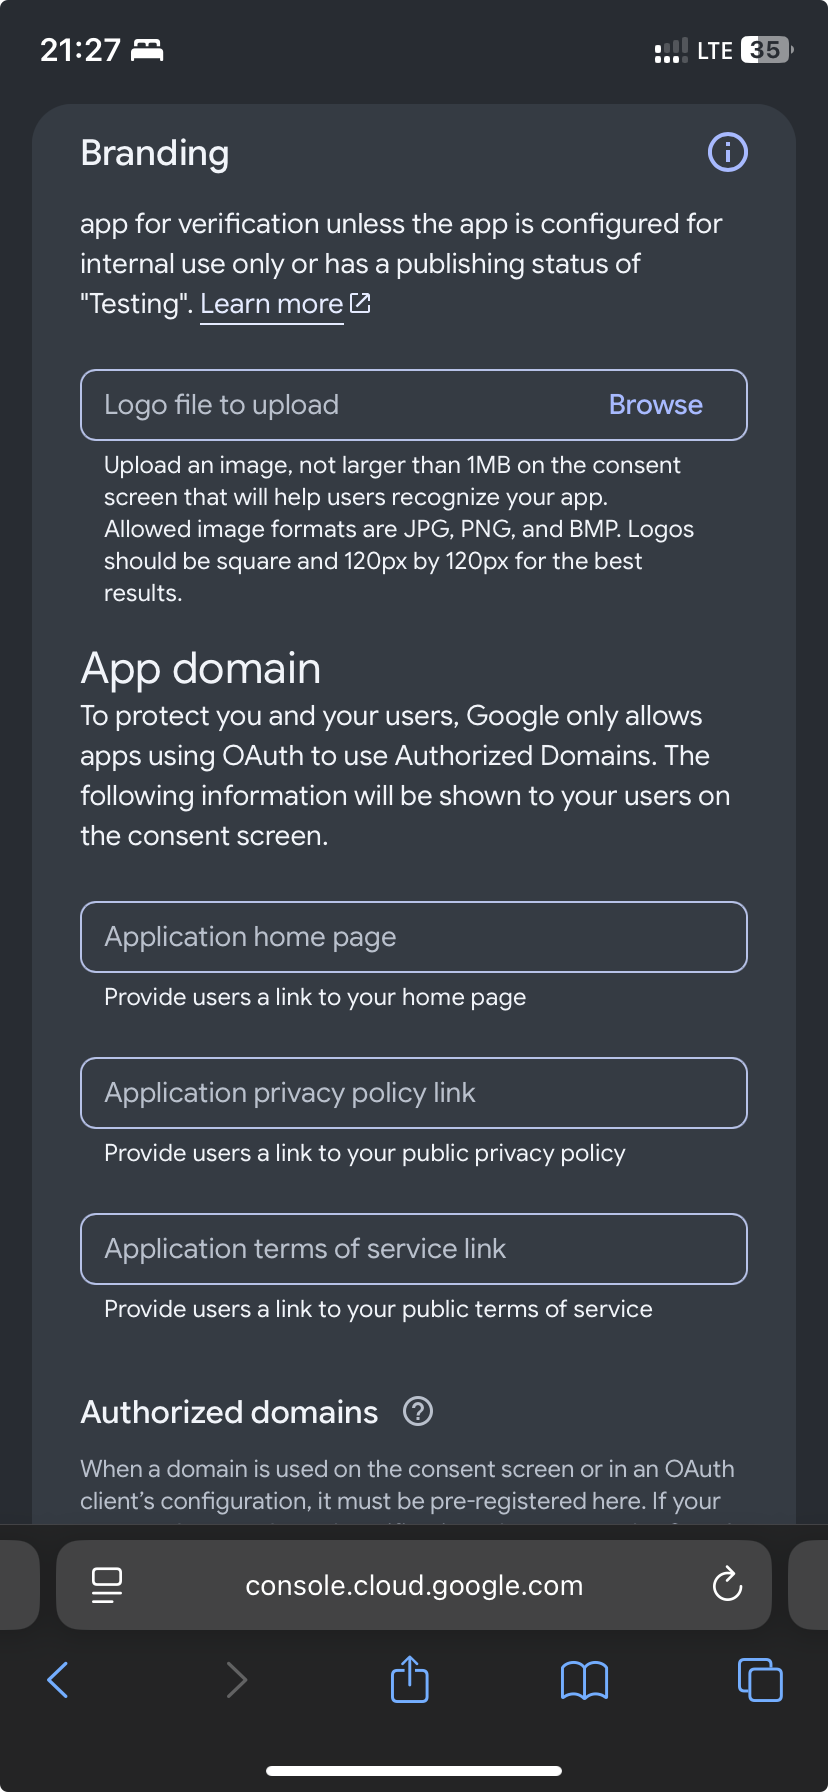 21:27
LTE 35
Branding
app for verification unless the app is configured for
internal use only or has a publishing status of
"Testing". Learn more
Logo file to upload Browse
Upload an image, not larger than 1MB on the consent
screen that will help users recognize your app.
Allowed image formats are JPG, PNG, and BMP. Logos
should be square and 120px by 120px for the best
results.
App domain
To protect you and your users, Google only allows
apps using OAuth to use Authorized Domains. The
following information will be shown to your users on
the consent screen.
Application home page
Provide users a link to your home page
Application privacy policy link
Provide users a link to your public privacy policy
Application terms of service link
Provide users a link to your public terms of service
Authorized domains
When a domain is used on the consent screen or in an OAuth
client’s configuration, it must be pre-registered here. If your
console.cloud.google.com